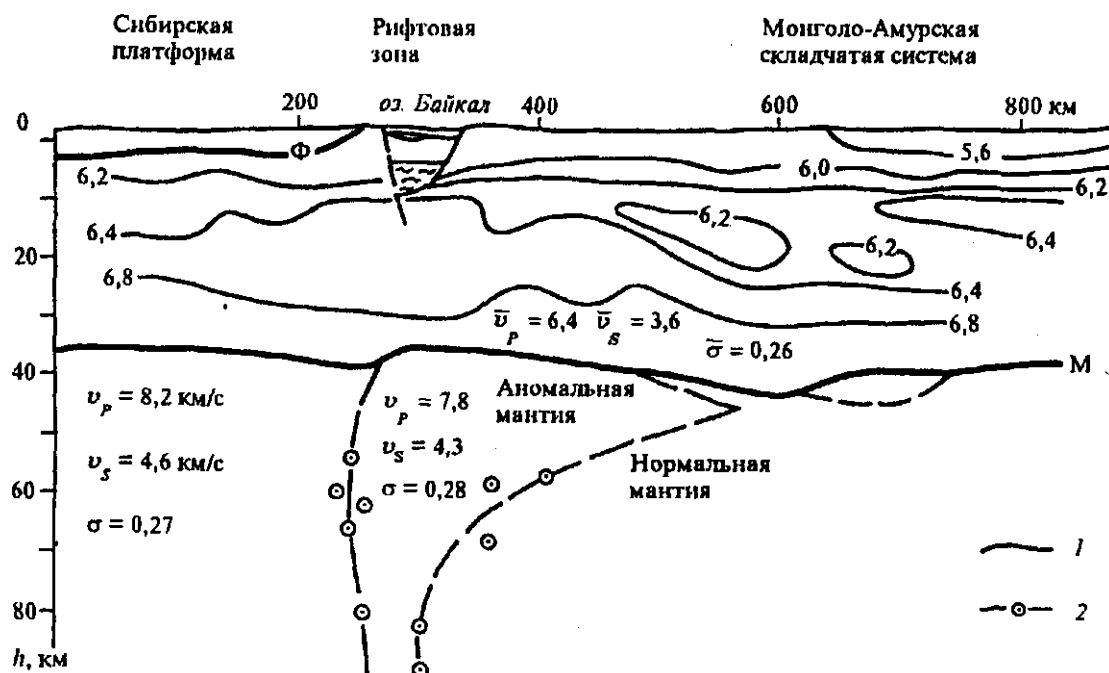 Сибирская
платформа
Рифтовая
зона
Монголо-Амурская
складчатая система
200
оз. Байкал
400
600
800 км
0
Ф
5,6
6,2
6,0
6,2
6,2
6,4
6,2
6,4
20
6,8
6,4
v̄P = 6,4 v̄S = 3,6
6,8
σ̄ = 0,26
40
М
vP = 8,2 км/с
vP = 7,8
Аномальная
мантия
vS = 4,6 км/с
vS = 4,3
60
σ = 0,28
Нормальная
мантия
σ = 0,27
1
80
2
h, км